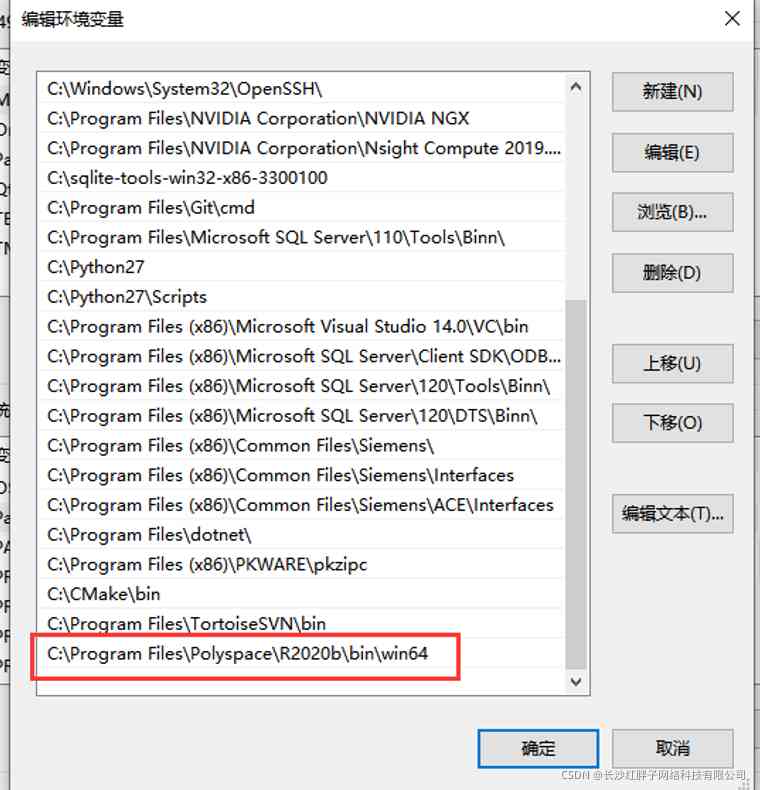 编辑环境变量
C:\Windows\System32\OpenSSH\
C:\Program Files\NVIDIA Corporation\NVIDIA NGX
C:\Program Files\NVIDIA Corporation\Nsight Compute 2019....
C:\sqlite-tools-win32-x86-3300100
C:\Program Files\Git\cmd
C:\Program Files\Microsoft SQL Server\110\Tools\Binn\
C:\Python27
C:\Python27\Scripts
C:\Program Files (x86)\Microsoft Visual Studio 14.0\VC\bin
C:\Program Files (x86)\Microsoft SQL Server\Client SDK\ODB...
C:\Program Files (x86)\Microsoft SQL Server\120\Tools\Binn\
C:\Program Files (x86)\Microsoft SQL Server\120\DTS\Binn\
C:\Program Files (x86)\Common Files\Siemens\
C:\Program Files (x86)\Common Files\Siemens\Interfaces
C:\Program Files (x86)\Common Files\Siemens\ACE\Interfaces
C:\Program Files\dotnet\
C:\Program Files (x86)\PKWARE\pkzipc
C:\CMake\bin
C:\Program Files\TortoiseSVN\bin
C:\Program Files\Polyspace\R2020b\bin\win64
新建(N)
编辑(E)
浏览(B)...
删除(D)
上移(U)
下移(O)
编辑文本(T)...
确定
取消
CSDN @长沙红胖子网络科技有限公司